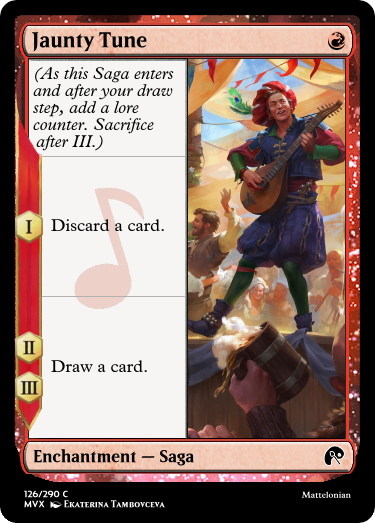 Jaunty Tune
(As this Saga enters
and after your draw
step, add a lore
counter. Sacrifice
after III.)
I
Discard a card.
II
III
Draw a card.
Enchantment — Saga
126/290 C
MVX Ekaterina Tambovceva
Mattelonian